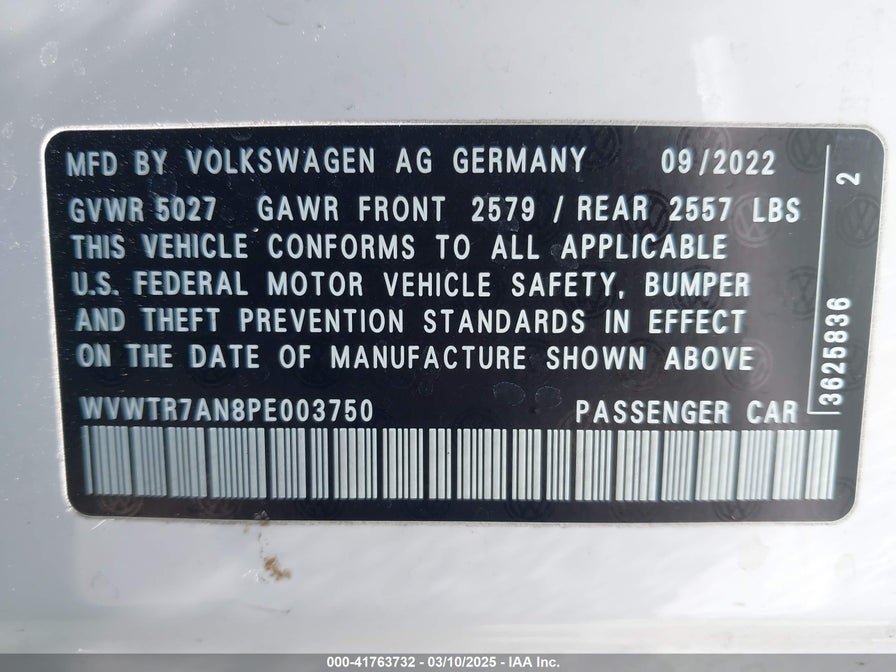 MFD BY VOLKSWAGEN AG GERMANY 09/2022
GVWR 5027 GAWR FRONT 2579 / REAR 2557 LBS
THIS VEHICLE CONFORMS TO ALL APPLICABLE
U.S. FEDERAL MOTOR VEHICLE SAFETY, BUMPER
AND THEFT PREVENTION STANDARDS IN EFFECT
ON THE DATE OF MANUFACTURE SHOWN ABOVE
WVWTR7AN8PE003750 PASSENGER CAR
3625836 2
000-41763732 — 03/10/2025 — IAA Inc.